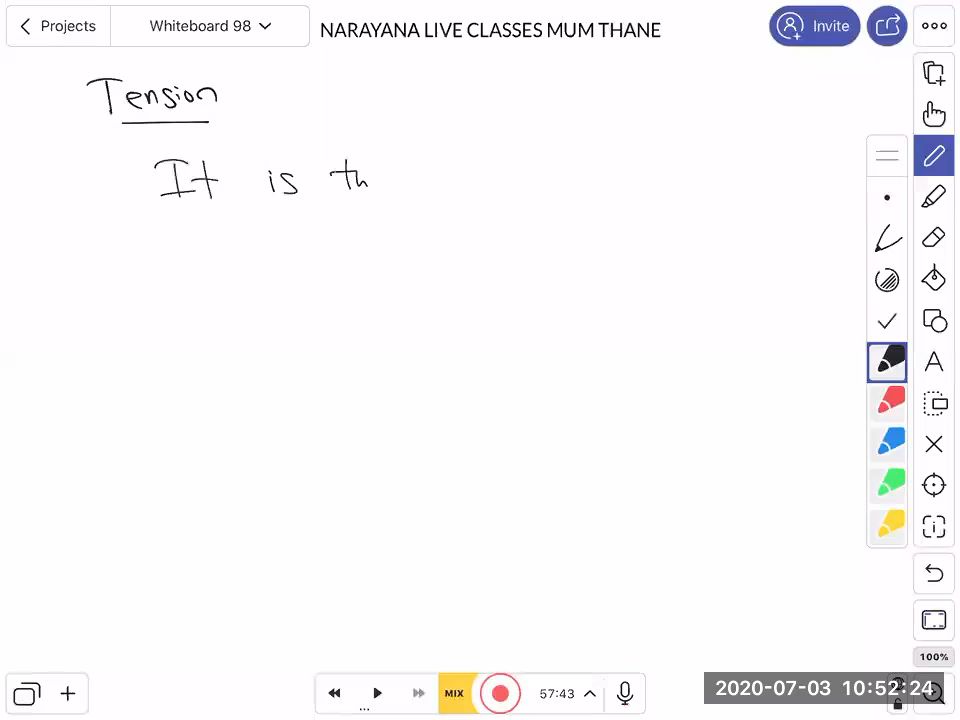 Projects
Whiteboard 98
NARAYANA LIVE CLASSES MUM THANE
Invite
Tension
It is th
A
100%
MIX
57:43
2020-07-03 10:52:24